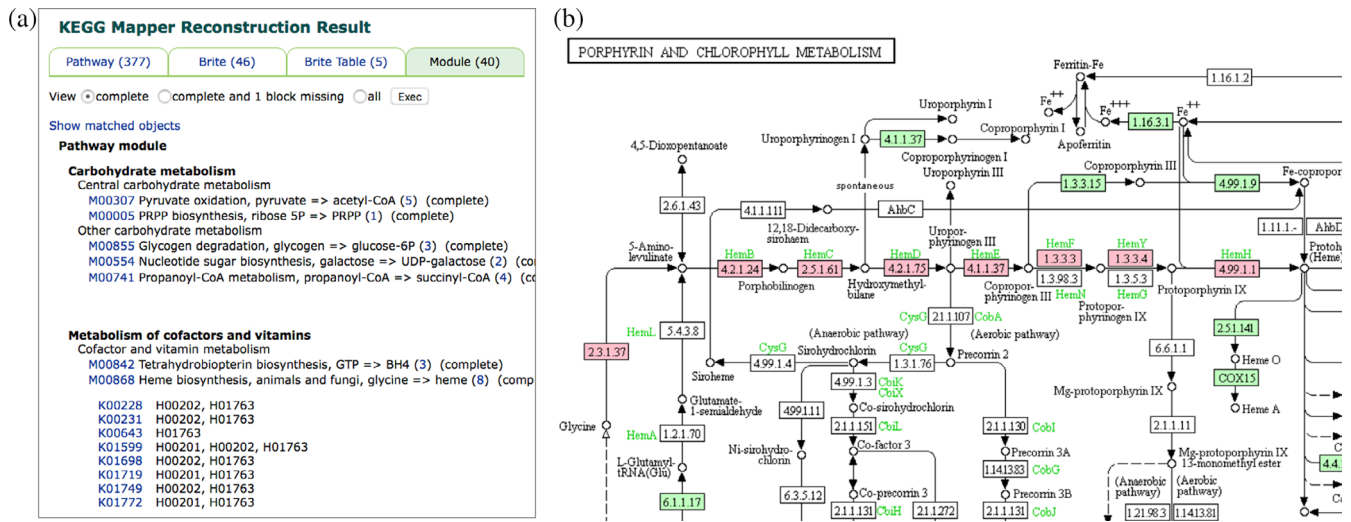 (a)
KEGG Mapper Reconstruction Result
Pathway (377) Brite (46) Brite Table (5) Module (40)
View complete complete and 1 block missing all Exec
Show matched objects
Pathway module
Carbohydrate metabolism
Central carbohydrate metabolism
M00307 Pyruvate oxidation, pyruvate => acetyl-CoA (5) (complete)
M00005 PRPP biosynthesis, ribose 5P => PRPP (1) (complete)
Other carbohydrate metabolism
M00855 Glycogen degradation, glycogen => glucose-6P (3) (complete)
M00554 Nucleotide sugar biosynthesis, galactose => UDP-galactose (2) (co
M00741 Propanoyl-CoA metabolism, propanoyl-CoA => succinyl-CoA (4) (cc
Metabolism of cofactors and vitamins
Cofactor and vitamin metabolism
M00842 Tetrahydrobiopterin biosynthesis, GTP => BH4 (3) (complete)
M00868 Heme biosynthesis, animals and fungi, glycine => heme (8) (comp
K00228 H00202, H01763
K00231 H00201, H01763
K00643 H01763
K01599 H00201, H00202, H01763
K01698 H00202, H01763
K01719 H00201, H01763
K01749 H00202, H01763
K01772 H00201, H01763
(b)
PORPHYRIN AND CHLOROPHYLL METABOLISM
Ferritin-Fe
1.16.1.2
Fe++
Fe+++
Fe++
1.16.3.1
Apoferritin
Uroporphyrin I
Uroporphyrinogen I
4.1.1.37
Coproporphyrin I
Coproporphyrinogen I
Uroporphyrin III
Coproporphyrin III
1.3.3.15
4.99.1.9
Fe-copropor
4,5-Dioxopentanoate
spontaneous
2.6.1.43
4.1.1.111
AhbC
12,18-Didecarboxy-
sirohaem
1.11.1.-
AhbD
Uropor-
phyrinogen III
5-Amino-
levulinate
HemB
4.2.1.24
HemC
2.5.1.61
HemD
4.2.1.75
HemE
4.1.1.37
HemF
1.3.3.3
1.3.98.3
HemN
HemY
1.3.3.4
1.3.5.3
HemG
HemH
4.99.1.1
Protoh
(Heme)
Porphobilinogen
Hydroxymethyl-
bilane
Copropor-
phyrinogen III
Protopor-
phyrinogen IX
Protoporphyrin IX
HemL
5.4.3.8
CysG
2.1.1.107
CobA
(Anaerobic pathway)
(Aerobic pathway)
2.5.1.141
2.3.1.37
CysG
4.99.1.4
Sirohydrochlorin
CysG
1.3.1.76
Precorrin 2
6.6.1.1
Heme O
Siroheme
4.99.1.3
CbiK
CbiX
COX15
Mg-protoporphyrin IX
Glutamate-
1-semialdehyde
4.99.1.11
Co-sirohydrochlorin
Heme A
Glycine
HemA
1.2.1.70
2.1.1.151
CbiL
2.1.1.130
CobI
2.1.1.11
Ni-sirohydro-
chlorin
Co-factor 3
Precorrin 3A
Mg-protoporphyrin IX
13-monomethyl ester
L-Glutamyl-
tRNA(Glu)
1.14.13.83
CobG
4.4.
6.1.1.17
6.3.5.12
Co-precorrin 3
Precorrin 3B
(Anaerobic
pathway)
(Aerobic
pathway)
2.1.1.131
CbiH
2.1.1.272
2.1.1.131
CobJ
1.21.98.3
1.14.13.81